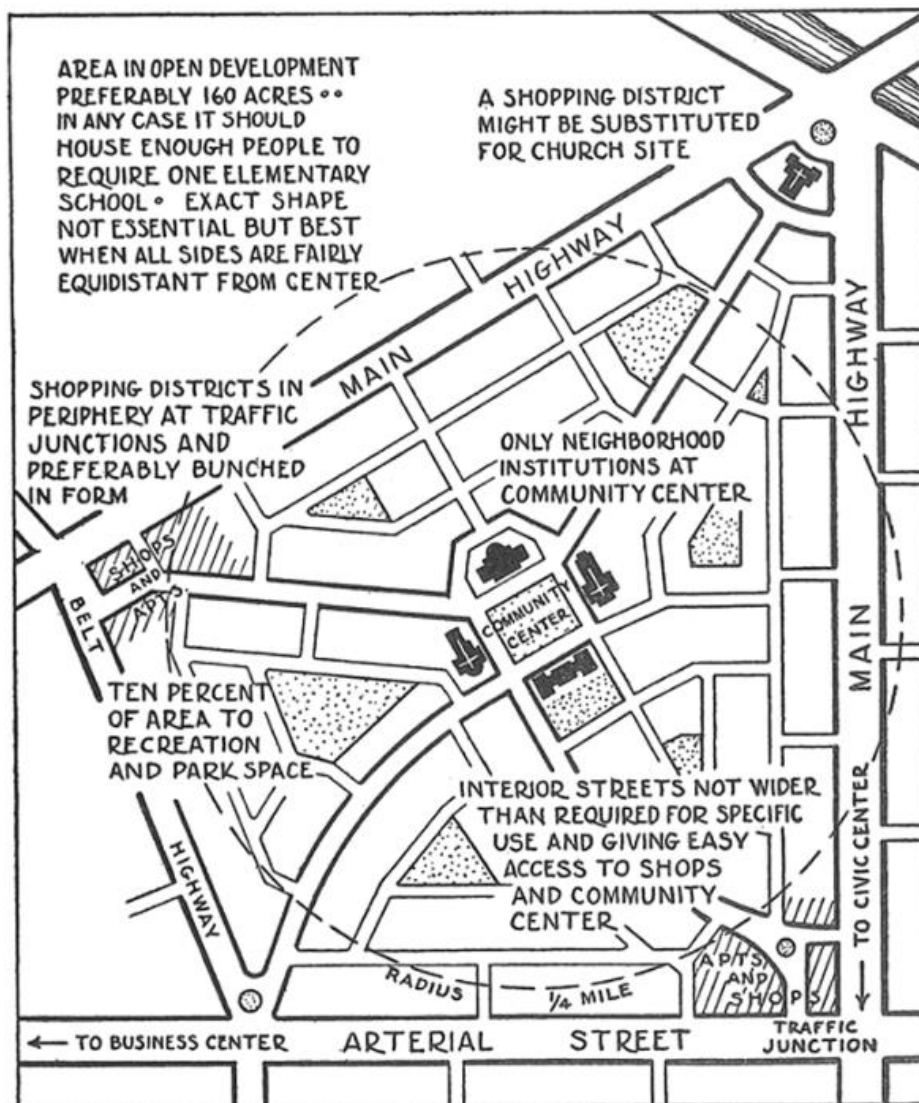 AREA IN OPEN DEVELOPMENT
PREFERABLY 160 ACRES ••
IN ANY CASE IT SHOULD
HOUSE ENOUGH PEOPLE TO
REQUIRE ONE ELEMENTARY
SCHOOL • EXACT SHAPE
NOT ESSENTIAL BUT BEST
WHEN ALL SIDES ARE FAIRLY
EQUIDISTANT FROM CENTER
A SHOPPING DISTRICT
MIGHT BE SUBSTITUTED
FOR CHURCH SITE
MAIN HIGHWAY
SHOPPING DISTRICTS IN
PERIPHERY AT TRAFFIC
JUNCTIONS AND
PREFERABLY BUNCHED
IN FORM
ONLY NEIGHBORHOOD
INSTITUTIONS AT
COMMUNITY CENTER
MAIN HIGHWAY
SHOPS
AND
APTS.
BELT HIGHWAY
COMMUNITY
CENTER
TEN PERCENT
OF AREA TO
RECREATION
AND PARK SPACE
INTERIOR STREETS NOT WIDER
THAN REQUIRED FOR SPECIFIC
USE AND GIVING EASY
ACCESS TO SHOPS
AND COMMUNITY
CENTER
← TO CIVIC CENTER
RADIUS 1/4 MILE
APTS
AND
SHOPS
← TO BUSINESS CENTER
ARTERIAL STREET
TRAFFIC
JUNCTION